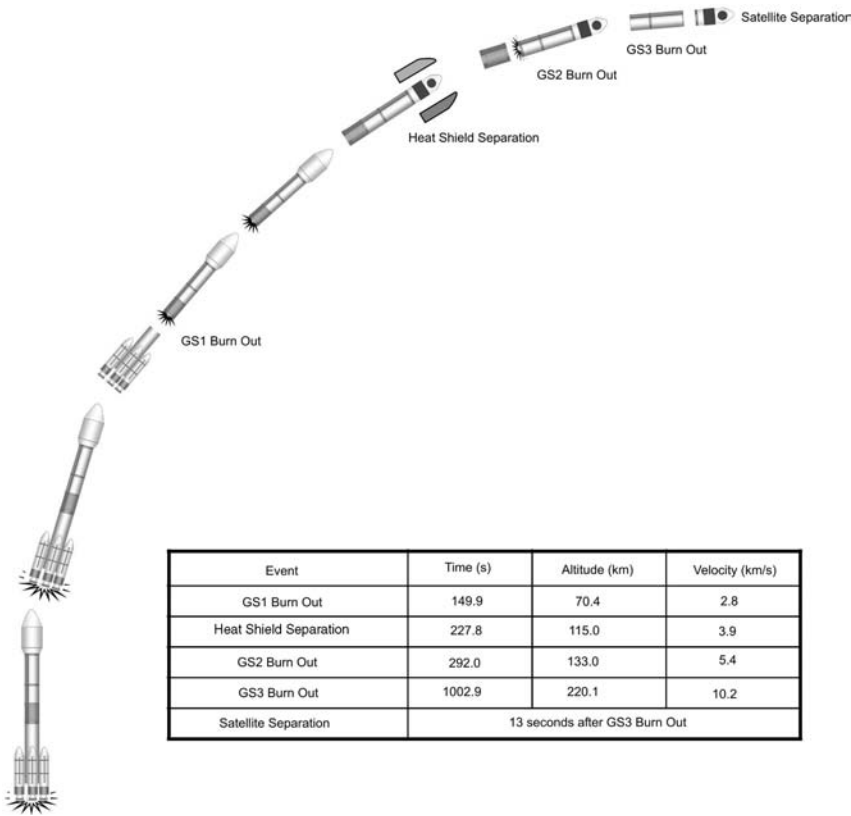 Satellite Separation
GS3 Burn Out
GS2 Burn Out
Heat Shield Separation
GS1 Burn Out
Event Time (s) Altitude (km) Velocity (km/s)
GS1 Burn Out 149.9 70.4 2.8
Heat Shield Separation 227.8 115.0 3.9
GS2 Burn Out 292.0 133.0 5.4
GS3 Burn Out 1002.9 220.1 10.2
Satellite Separation 13 seconds after GS3 Burn Out